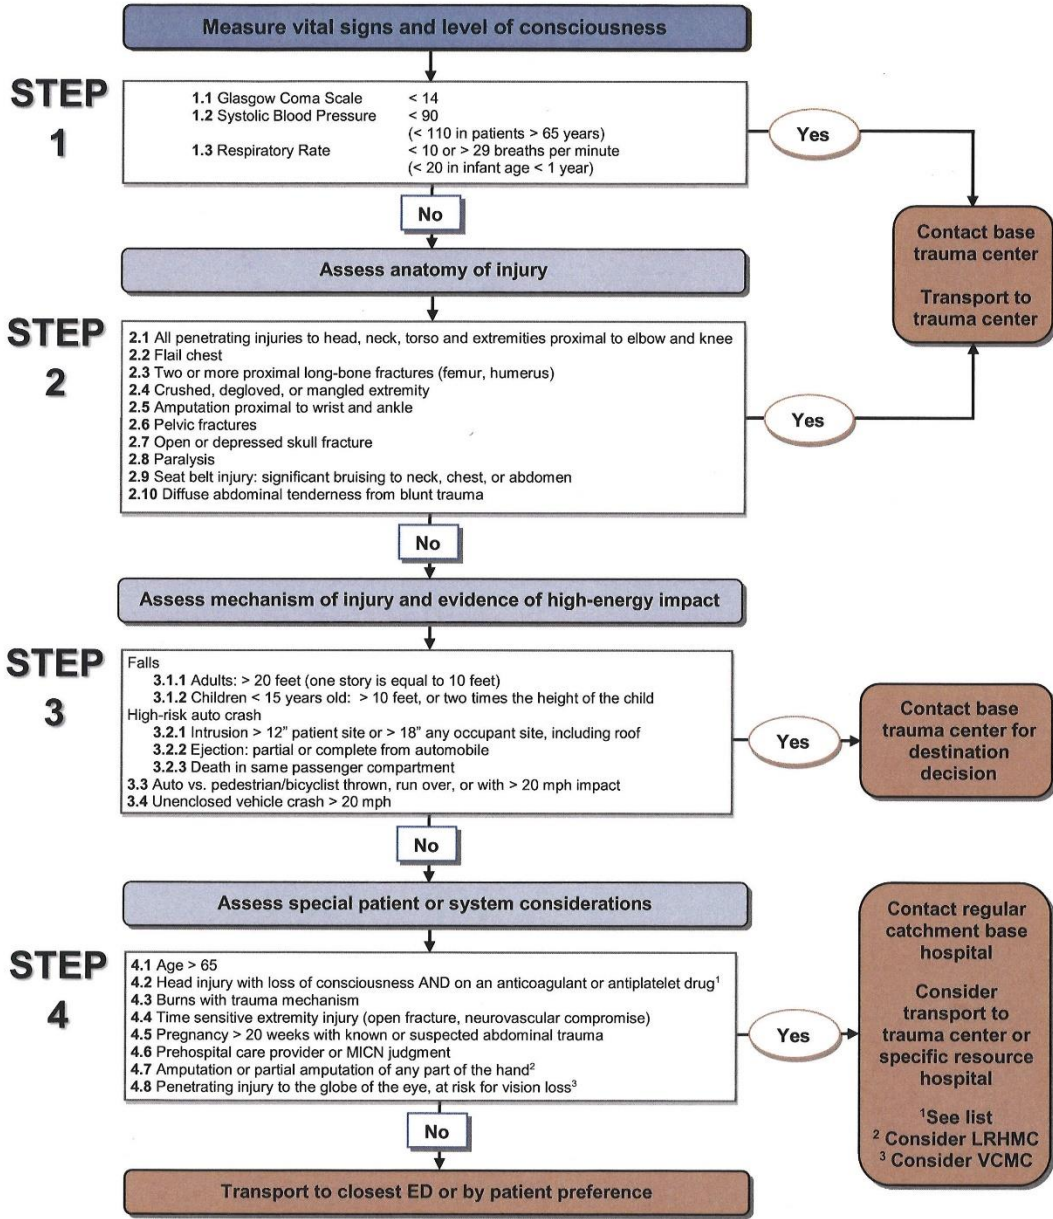 Measure vital signs and level of consciousness
STEP
1
1.1 Glasgow Coma Scale < 14
1.2 Systolic Blood Pressure < 90
(< 110 in patients > 65 years)
1.3 Respiratory Rate < 10 or > 29 breaths per minute
(< 20 in infant age < 1 year)
Yes
No
Contact base
trauma center
Transport to
trauma center
Assess anatomy of injury
STEP
2
2.1 All penetrating injuries to head, neck, torso and extremities proximal to elbow and knee
2.2 Flail chest
2.3 Two or more proximal long-bone fractures (femur, humerus)
2.4 Crushed, degloved, or mangled extremity
2.5 Amputation proximal to wrist and ankle
2.6 Pelvic fractures
2.7 Open or depressed skull fracture
2.8 Paralysis
2.9 Seat belt injury: significant bruising to neck, chest, or abdomen
2.10 Diffuse abdominal tenderness from blunt trauma
Yes
No
Assess mechanism of injury and evidence of high-energy impact
STEP
3
Falls
3.1.1 Adults: > 20 feet (one story is equal to 10 feet)
3.1.2 Children < 15 years old: > 10 feet, or two times the height of the child
High-risk auto crash
3.2.1 Intrusion > 12" patient site or > 18" any occupant site, including roof
3.2.2 Ejection: partial or complete from automobile
3.2.3 Death in same passenger compartment
3.3 Auto vs. pedestrian/bicyclist thrown, run over, or with > 20 mph impact
3.4 Unenclosed vehicle crash > 20 mph
Yes
Contact base
trauma center for
destination
decision
No
Assess special patient or system considerations
STEP
4
4.1 Age > 65
4.2 Head injury with loss of consciousness AND on an anticoagulant or antiplatelet drug¹
4.3 Burns with trauma mechanism
4.4 Time sensitive extremity injury (open fracture, neurovascular compromise)
4.5 Pregnancy > 20 weeks with known or suspected abdominal trauma
4.6 Prehospital care provider or MICN judgment
4.7 Amputation or partial amputation of any part of the hand²
4.8 Penetrating injury to the globe of the eye, at risk for vision loss³
Yes
Contact regular
catchment base
hospital
Consider
transport to
trauma center or
specific resource
hospital
¹See list
² Consider LRHMC
³ Consider VCMC
No
Transport to closest ED or by patient preference